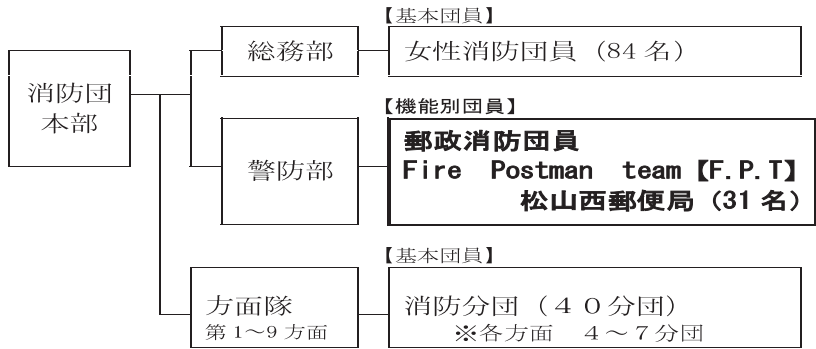 【基本団員】
総務部
女性消防団員（84名）
消防団
本部
【機能別団員】
警防部
郵政消防団員
Fire Postman team【F.P.T】
松山西郵便局（31名）
【基本団員】
方面隊
第1～9方面
消防分団（４０分団）
※各方面　4～7分団